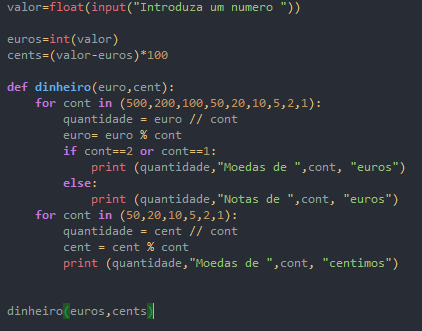 valor=float(input("Introduza um numero "))
euros=int(valor)
cents=(valor-euros)*100
def dinheiro(euro,cent):
    for cont in (500,200,100,50,20,10,5,2,1):
        quantidade = euro // cont
        euro= euro % cont
        if cont==2 or cont==1:
            print (quantidade,"Moedas de ",cont, "euros")
        else:
            print (quantidade,"Notas de ",cont, "euros")
    for cont in (50,20,10,5,2,1):
        quantidade = cent // cont
        cent = cent % cont
        print (quantidade,"Moedas de ",cont, "centimos")
dinheiro(euros,cents)